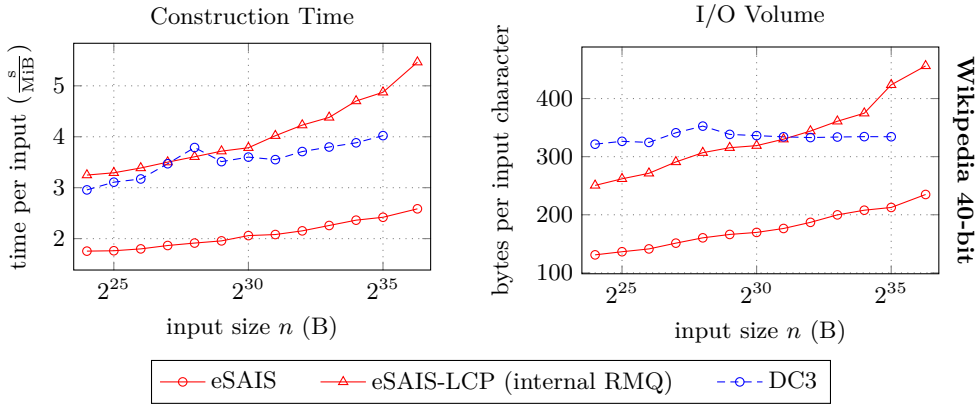 Construction Time
time per input (s/MiB)
5
4
3
2
2^25
2^30
2^35
input size n (B)
I/O Volume
bytes per input character
400
300
200
100
2^25
2^30
2^35
input size n (B)
Wikipedia 40-bit
eSAIS
eSAIS-LCP (internal RMQ)
DC3